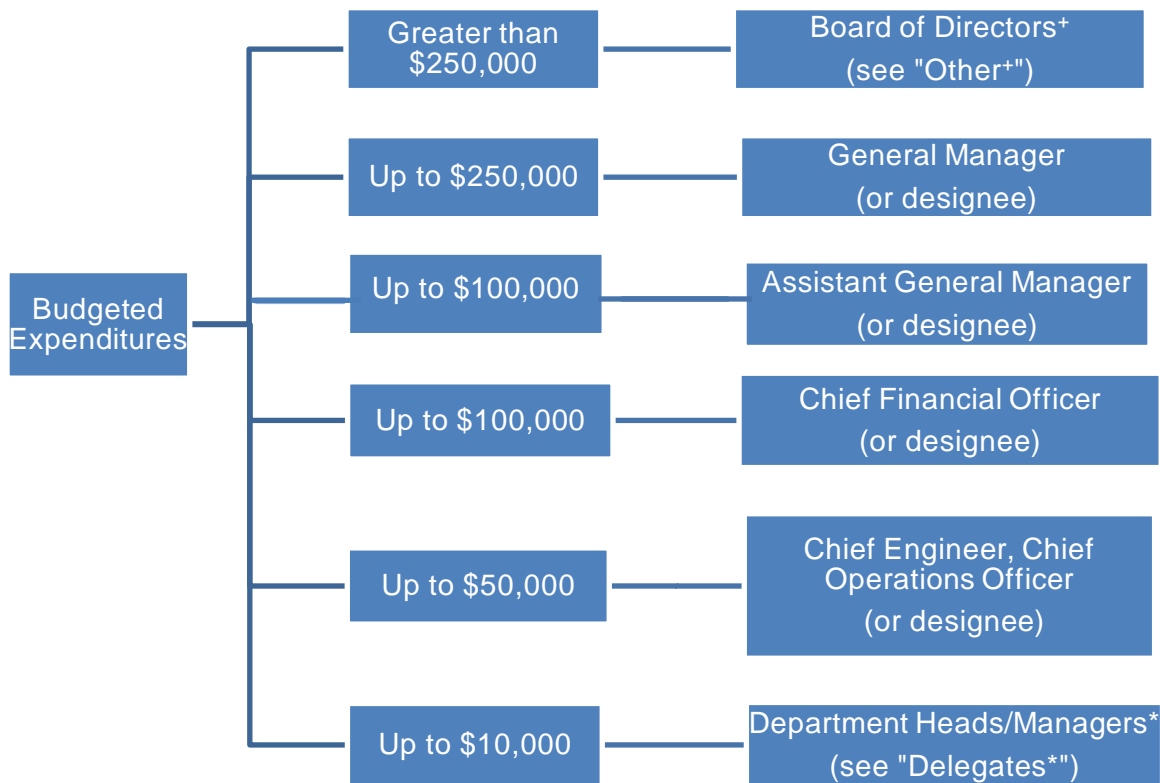 Greater than
$250,000
Board of Directors⁺
(see "Other⁺")
Up to $250,000
General Manager
(or designee)
Up to $100,000
Assistant General Manager
(or designee)
Budgeted
Expenditures
Up to $100,000
Chief Financial Officer
(or designee)
Up to $50,000
Chief Engineer, Chief
Operations Officer
(or designee)
Up to $10,000
Department Heads/Managers*
(see "Delegates*")